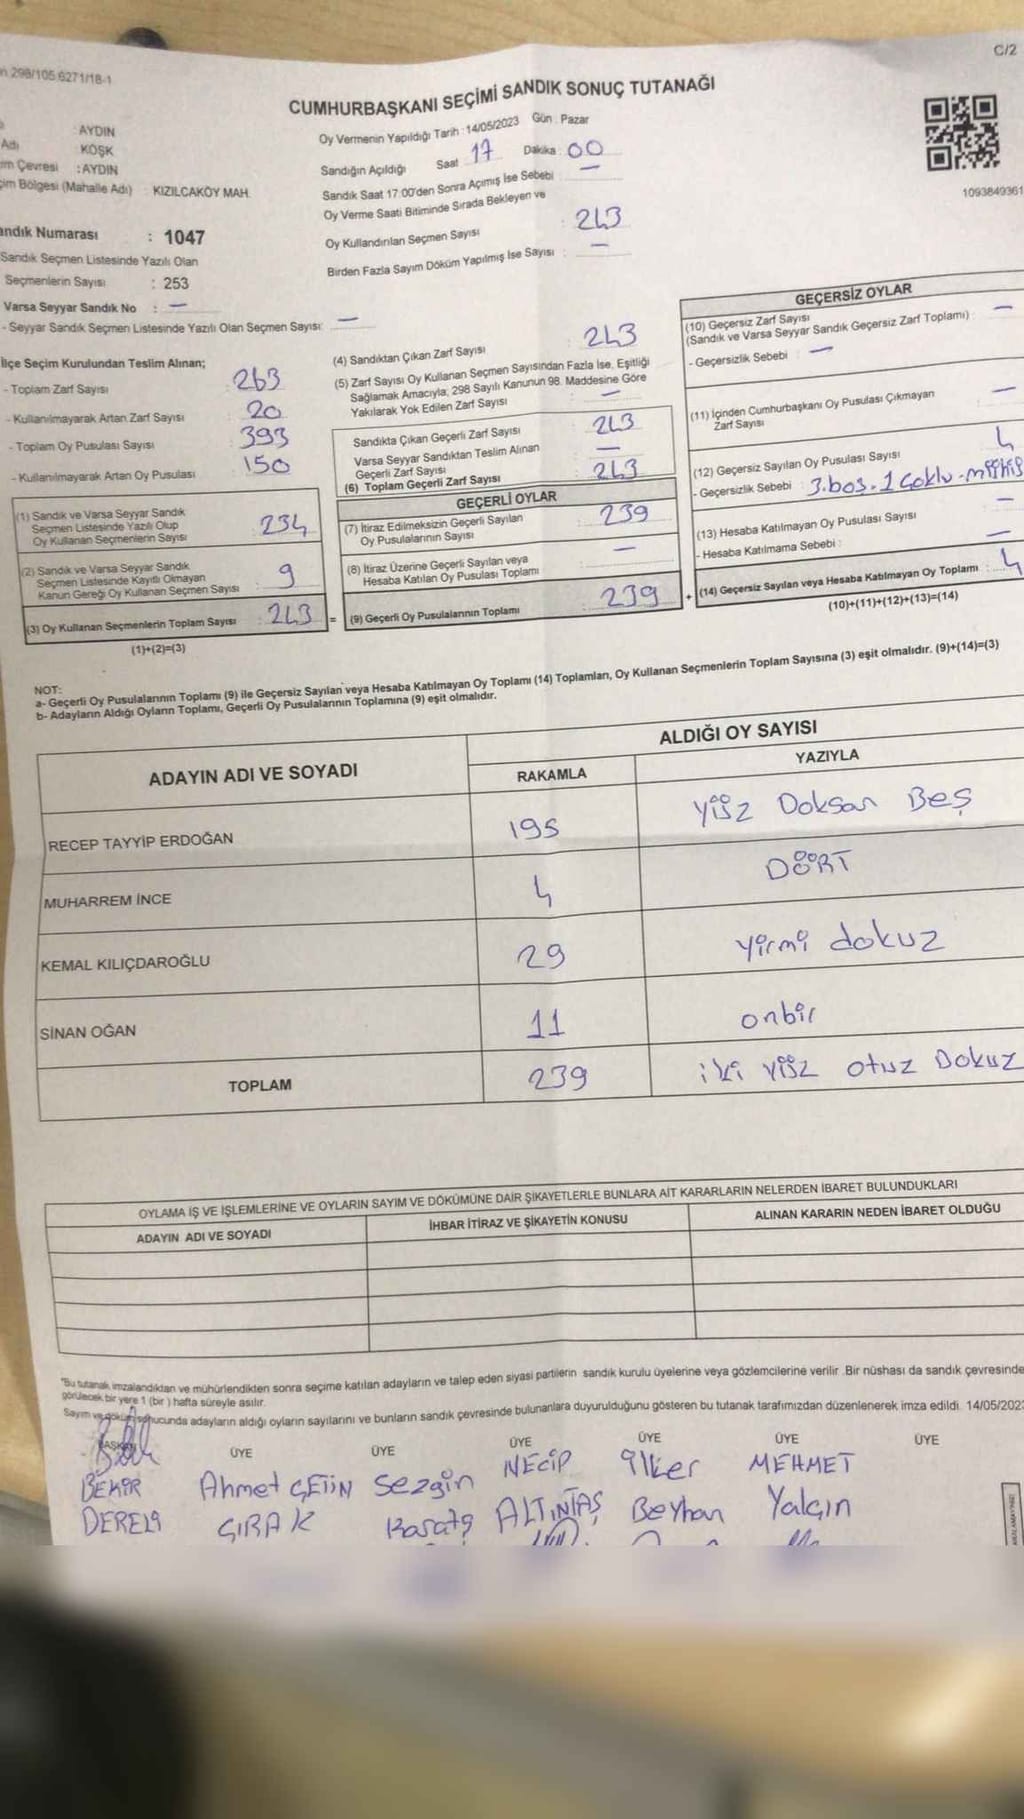 298/105.6271/18-1
C/2
CUMHURBAŞKANI SEÇİMİ SANDIK SONUÇ TUTANAĞI
: AYDIN
Adı : KÖŞK
Çevresi : AYDIN
Bölgesi (Mahalle Adı) : KIZILCAKÖY MAH.
Oy Vermenin Yapıldığı Tarih : 14/05/2023 Gün : Pazar
Sandığın Açıldığı Saat 17 Dakika : 00
Sandık Saat 17:00'den Sonra Açımış İse Sebebi : —
Oy Verme Saati Bitiminde Sırada Bekleyen ve
Oy Kullandırılan Seçmen Sayısı : 243
Birden Fazla Sayım Döküm Yapılmış İse Sayısı : —
1093849361
Sandık Numarası : 1047
Sandık Seçmen Listesinde Yazılı Olan
Seçmenlerin Sayısı : 253
Varsa Seyyar Sandık No : —
- Seyyar Sandık Seçmen Listesinde Yazılı Olan Seçmen Sayısı: —
İlçe Seçim Kurulundan Teslim Alınan;
- Toplam Zarf Sayısı 263
- Kullanılmayarak Artan Zarf Sayısı 20
- Toplam Oy Pusulası Sayısı 393
- Kullanılmayarak Artan Oy Pusulası 150
(1) Sandık ve Varsa Seyyar Sandık
Seçmen Listesinde Yazılı Olup
Oy Kullanan Seçmenlerin Sayısı 234
(2) Sandık ve Varsa Seyyar Sandık
Seçmen Listesinde Kayıtlı Olmayan
Kanun Gereği Oy Kullanan Seçmen Sayısı 9
(3) Oy Kullanan Seçmenlerin Toplam Sayısı 243 =
(1)+(2)=(3)
(4) Sandıktan Çıkan Zarf Sayısı : 243
(5) Zarf Sayısı Oy Kullanan Seçmen Sayısından Fazla İse, Eşitliği
Sağlamak Amacıyla, 298 Sayılı Kanunun 98. Maddesine Göre
Yakılarak Yok Edilen Zarf Sayısı : —
Sandıkta Çıkan Geçerli Zarf Sayısı : 243
Varsa Seyyar Sandıktan Teslim Alınan
Geçerli Zarf Sayısı : —
(6) Toplam Geçerli Zarf Sayısı : 243
GEÇERLİ OYLAR
(7) İtiraz Edilmeksizin Geçerli Sayılan
Oy Pusulalarının Sayısı : 239
(8) İtiraz Üzerine Geçerli Sayılan veya
Hesaba Katılan Oy Pusulası Toplamı : —
(9) Geçerli Oy Pusulalarının Toplamı : 239 +
GEÇERSİZ OYLAR
(10) Geçersiz Zarf Sayısı
(Sandık ve Varsa Seyyar Sandık Geçersiz Zarf Toplamı) : —
- Geçersizlik Sebebi : —
(11) İçinden Cumhurbaşkanı Oy Pusulası Çıkmayan
Zarf Sayısı —
(12) Geçersiz Sayılan Oy Pusulası Sayısı 4
- Geçersizlik Sebebi : 3.boş.1 Çoklu
(13) Hesaba Katılmayan Oy Pusulası Sayısı —
- Hesaba Katılmama Sebebi : —
(14) Geçersiz Sayılan veya Hesaba Katılmayan Oy Toplamı : 4
(10)+(11)+(12)+(13)=(14)
NOT:
a- Geçerli Oy Pusulalarının Toplamı (9) ile Geçersiz Sayılan veya Hesaba Katılmayan Oy Toplamı (14) Toplamları, Oy Kullanan Seçmenlerin Toplam Sayısına (3) eşit olmalıdır. (9)+(14)=(3)
b- Adayların Aldığı Oyların Toplamı, Geçerli Oy Pusulalarının Toplamına (9) eşit olmalıdır.
ADAYIN ADI VE SOYADI
ALDIĞI OY SAYISI
RAKAMLA YAZIYLA
RECEP TAYYİP ERDOĞAN 195 Yüz Doksan Beş
MUHARREM İNCE 4 DÖRT
KEMAL KILIÇDAROĞLU 29 yirmi dokuz
SİNAN OĞAN 11 onbir
TOPLAM 239 iki yüz otuz Dokuz
OYLAMA İŞ VE İŞLEMLERİNE VE OYLARIN SAYIM VE DÖKÜMÜNE DAİR ŞİKAYETLERLE BUNLARA AİT KARARLARIN NELERDEN İBARET BULUNDUKLARI
ADAYIN ADI VE SOYADI İHBAR İTİRAZ VE ŞİKAYETİN KONUSU ALINAN KARARIN NEDEN İBARET OLDUĞU
"Bu tutanak imzalandıktan ve mühürlendikten sonra seçime katılan adayların ve talep eden siyasi partilerin sandık kurulu üyelerine veya gözlemcilerine verilir. Bir nüshası da sandık çevresinde
görülecek bir yere 1 (bir ) hafta süreyle asılır.
Sayım ve döküm sonucunda adayların aldığı oyların sayılarını ve bunların sandık çevresinde bulunanlara duyurulduğunu gösteren bu tutanak tarafımızdan düzenlenerek imza edildi. 14/05/202
ÜYE ÜYE ÜYE ÜYE ÜYE ÜYE
BEKİR Ahmet ÇETİN Sezgin NECİP İlker MEHMET
ÇIRAK ALTINTAŞ Beyhan Yalçın